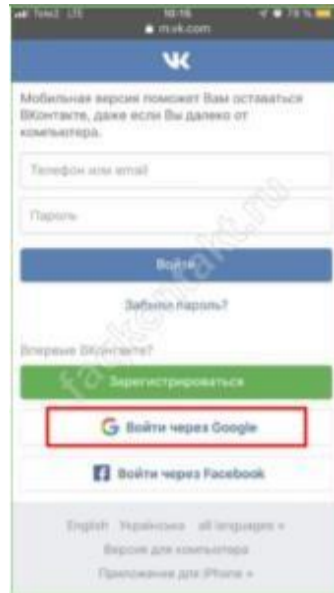 Tele2 LTE 10:16 78 %
m.vk.com
Мобильная версия поможет Вам оставаться
ВКонтакте, даже если Вы далеко от
компьютера.
Телефон или email
Пароль
Войти
Забыли пароль?
Впервые ВКонтакте?
Зарегистрироваться
Войти через Google
Войти через Facebook
English Українська all languages »
Версия для компьютера
Приложение для iPhone »